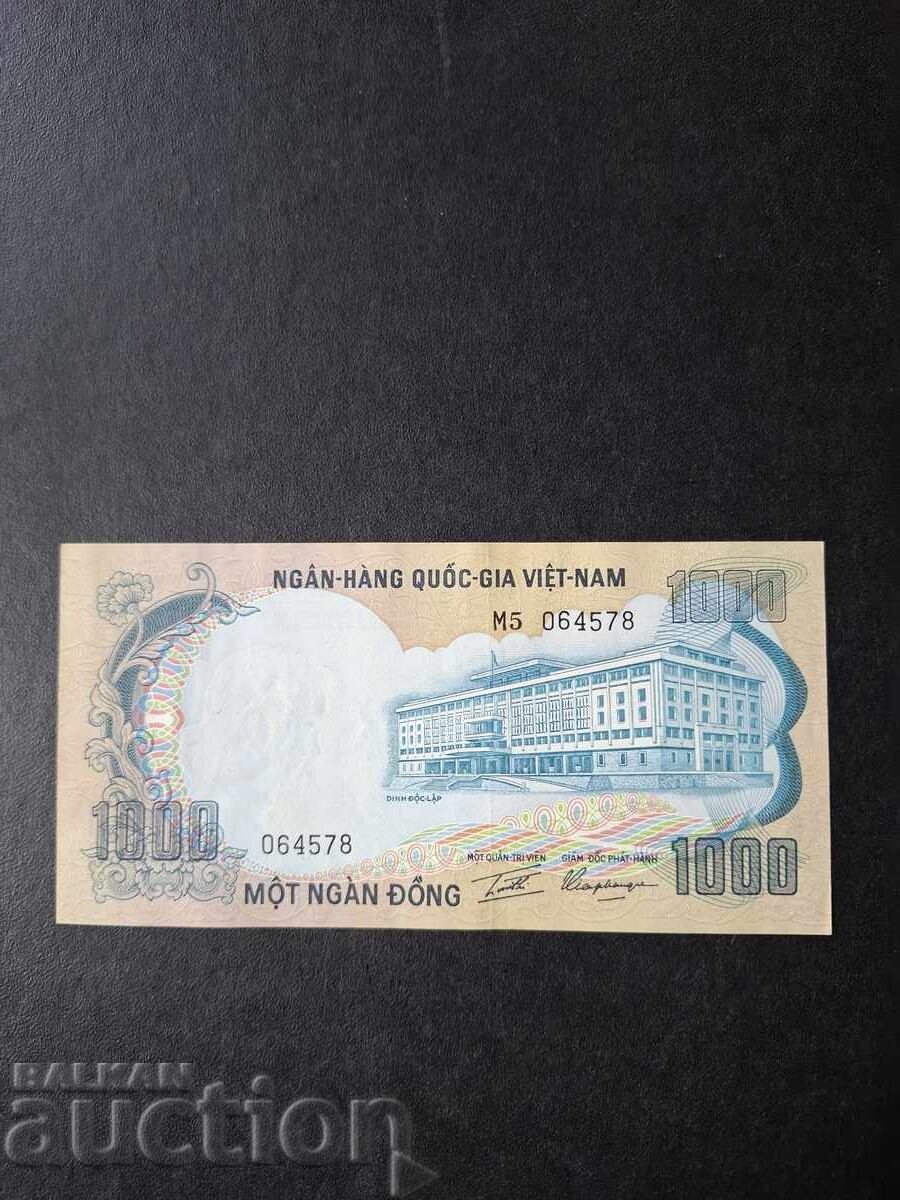 NGÂN-HÀNG QUỐC-GIA VIỆT-NAM
1000
M5 064578
DINH ĐỘC-LẬP
1000
064578
MỘT QUẢN-TRỊ VIÊN
GIÁM ĐỐC PHÁT-HÀNH
1000
MỘT NGÀN ĐỒNG
BALKAN
auction